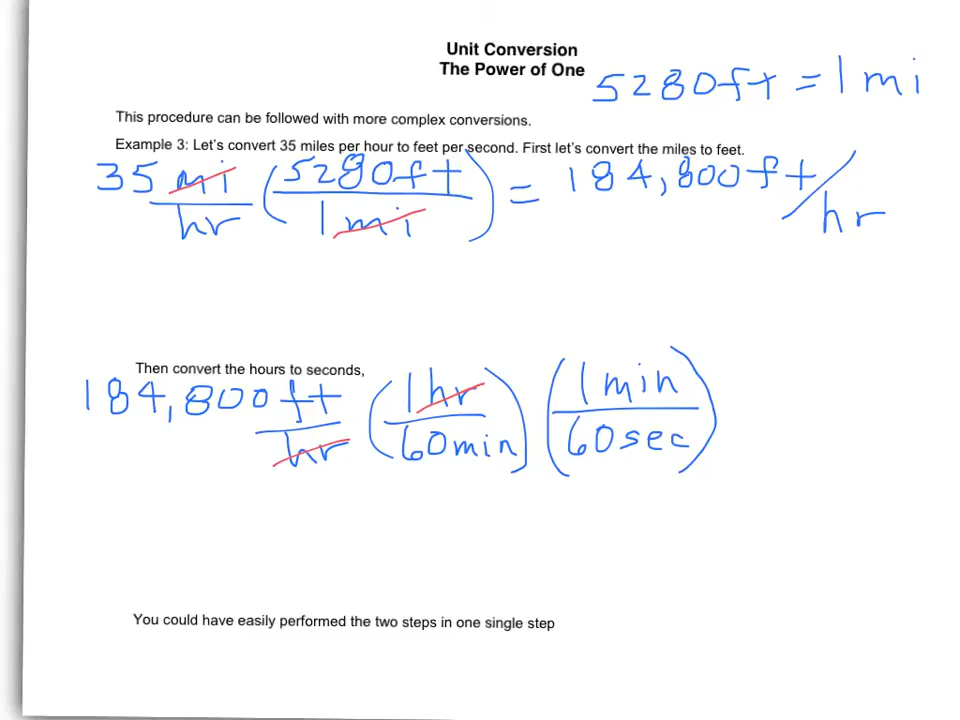 Unit Conversion
The Power of One
5280ft = 1 mi
This procedure can be followed with more complex conversions.
Example 3: Let's convert 35 miles per hour to feet per second. First let's convert the miles to feet.
35 mi/hr (5280ft/1mi) = 184,800ft/hr
Then convert the hours to seconds,
184,800ft/hr (1hr/60min) (1min/60sec)
You could have easily performed the two steps in one single step